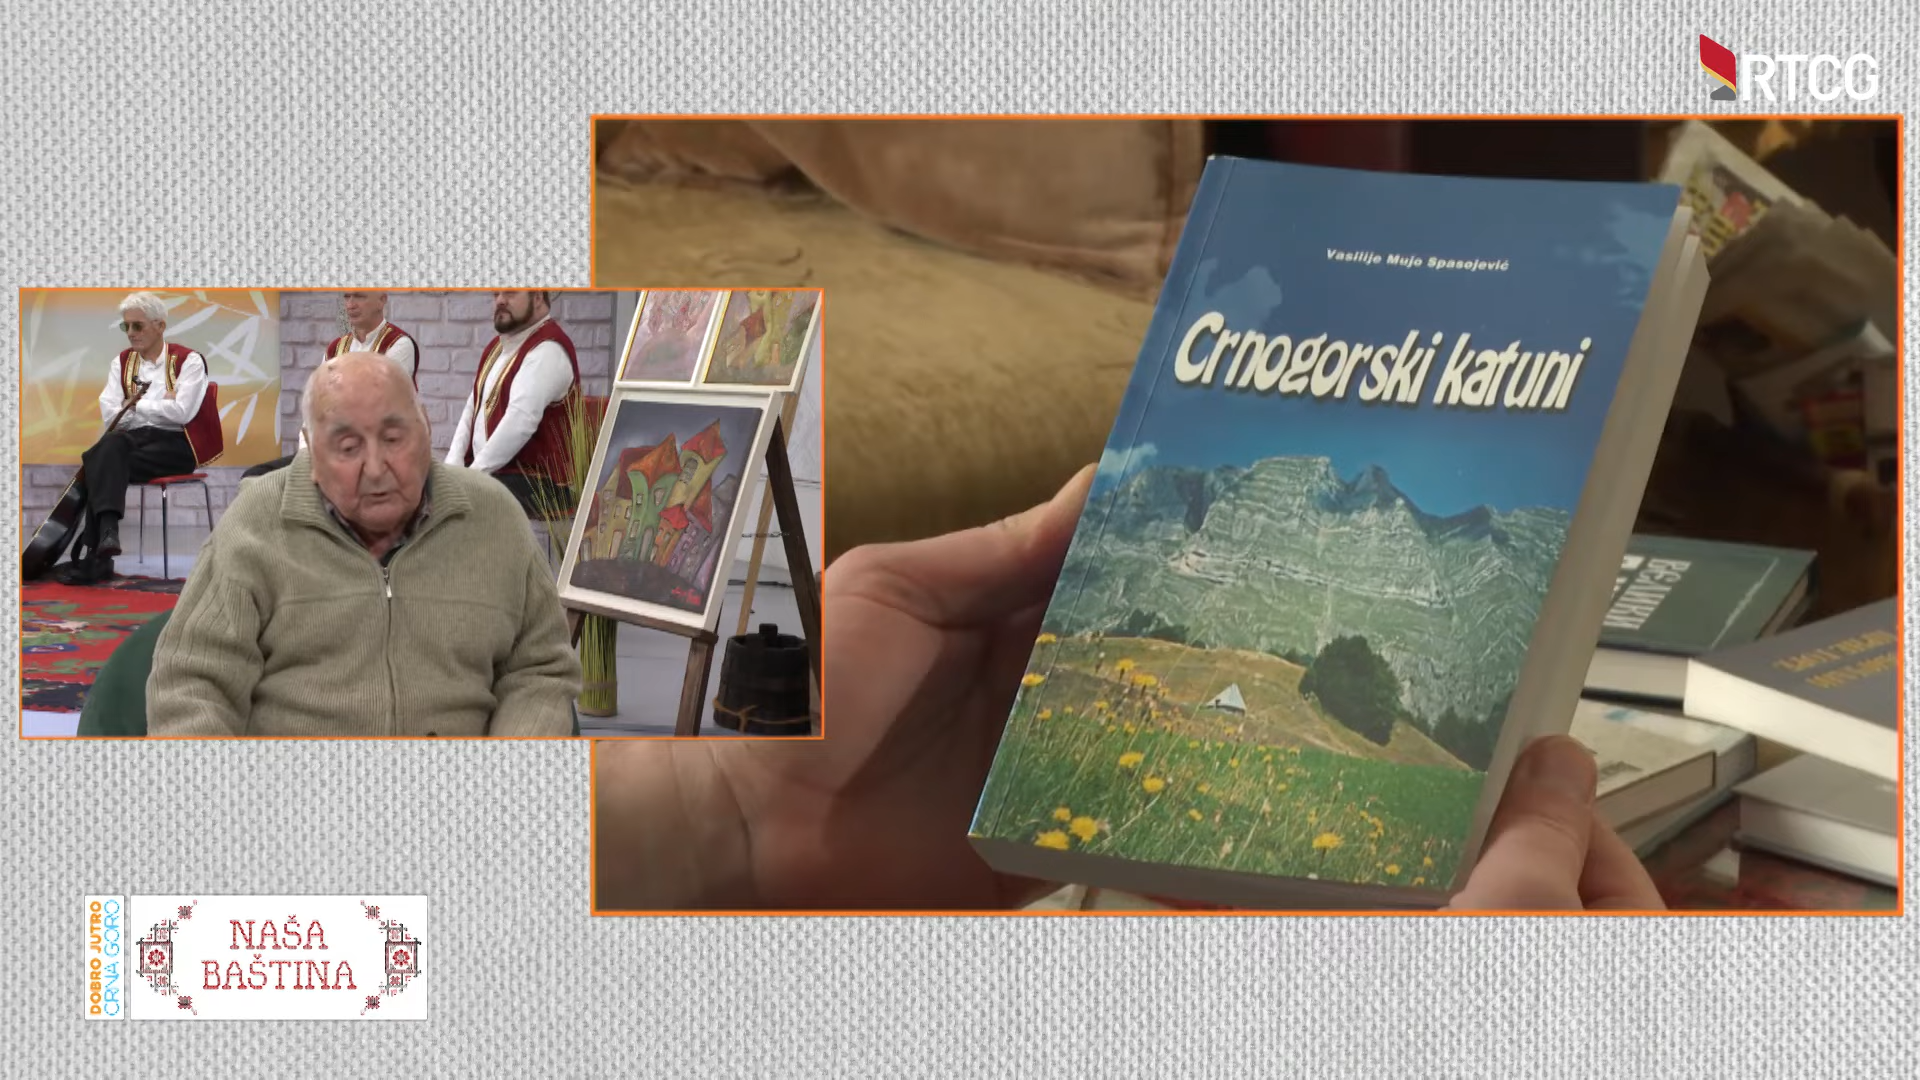 RTCG
Vasilije Mujo Spasojević
Crnogorski katuni
DOBRO JUTRO
CRNA GORO
NAŠA
BAŠTINA